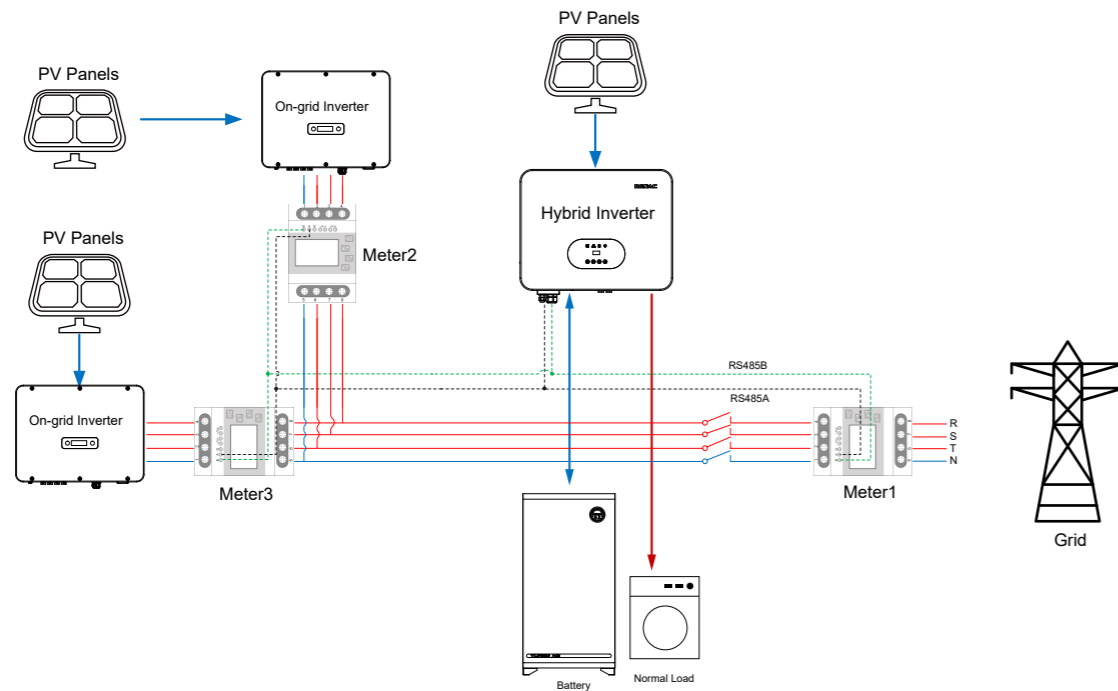 PV Panels
PV Panels
On-grid Inverter
Hybrid Inverter
PV Panels
Meter2
RS485B
RS485A
On-grid Inverter
R
S
T
N
Meter3
Meter1
Grid
Battery
Normal Load